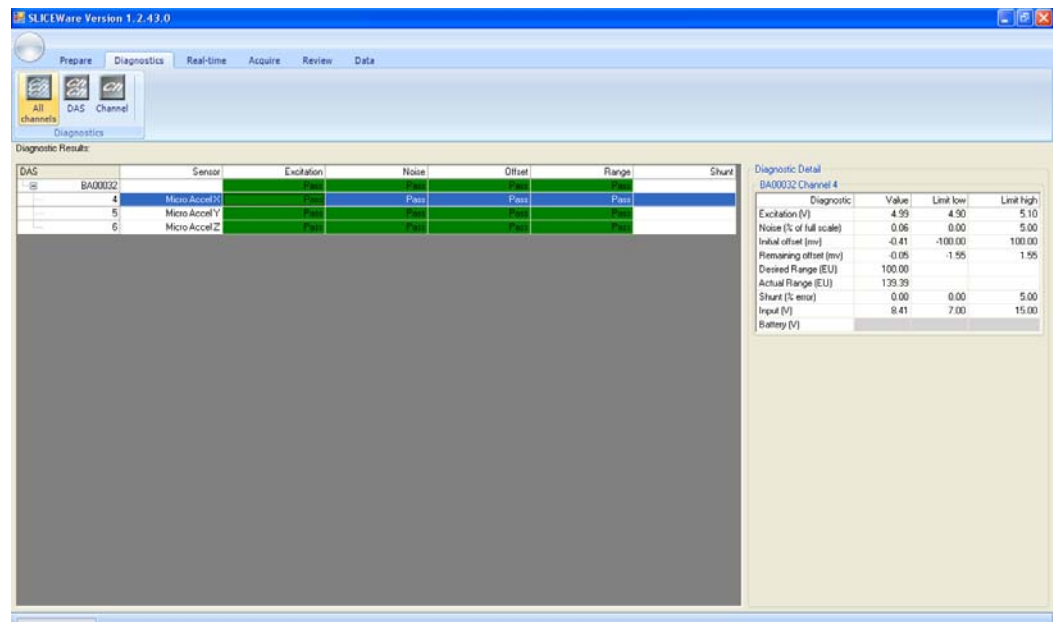 SLICEWare Version 1.2.43.0
Prepare Diagnostics Real-time Acquire Review Data
All channels DAS Channel
Diagnostics
Diagnostic Results:
DAS Sensor Excitation Noise Offset Range Shunt
BA00032 Pass Pass Pass Pass
4 Micro Accel X Pass Pass Pass Pass
5 Micro Accel Y Pass Pass Pass Pass
6 Micro Accel Z Pass Pass Pass Pass
Diagnostic Detail
BA00032 Channel 4
Diagnostic Value Limit low Limit high
Excitation (V) 4.99 4.90 5.10
Noise (% of full scale) 0.06 0.00 5.00
Initial offset (mv) -0.41 -100.00 100.00
Remaining offset (mv) -0.05 -1.55 1.55
Desired Range (EU) 100.00
Actual Range (EU) 139.39
Shunt (% error) 0.00 0.00 5.00
Input (V) 8.41 7.00 15.00
Battery (V)